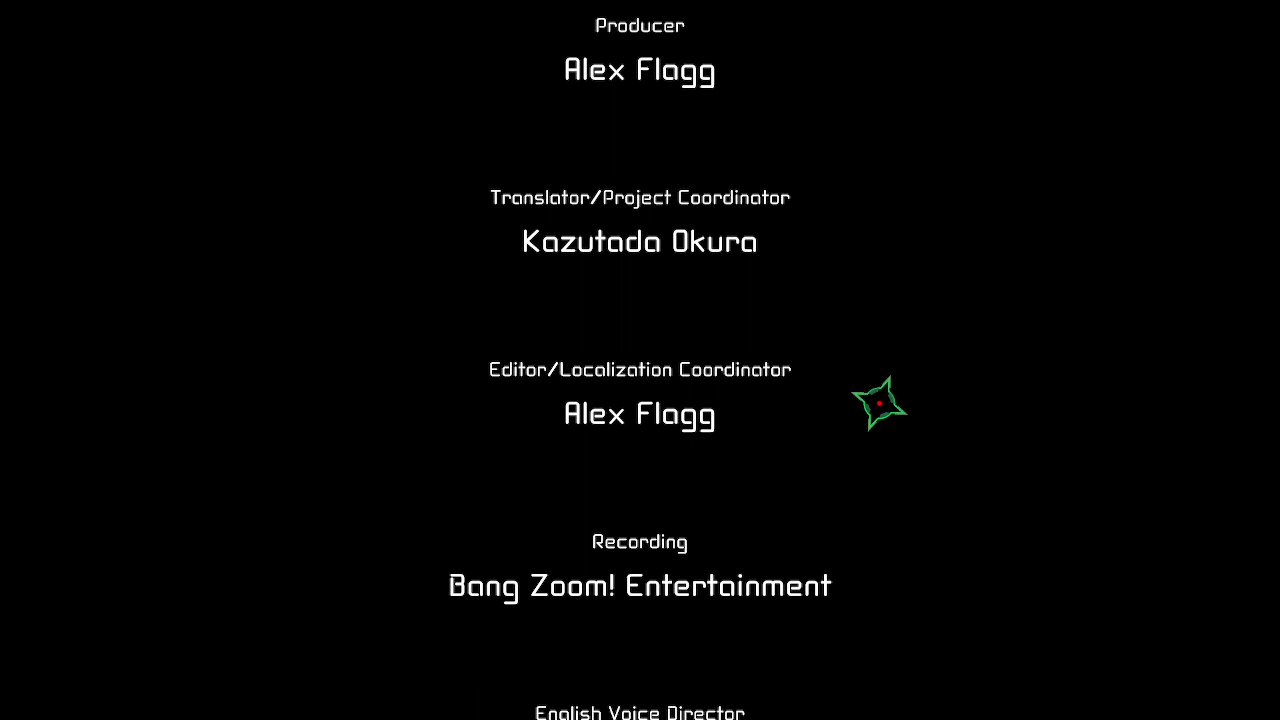 Producer
Alex Flagg
Translator/Project Coordinator
Kazutada Okura
Editor/Localization Coordinator
Alex Flagg
Recording
Bang Zoom! Entertainment
English Voice Director